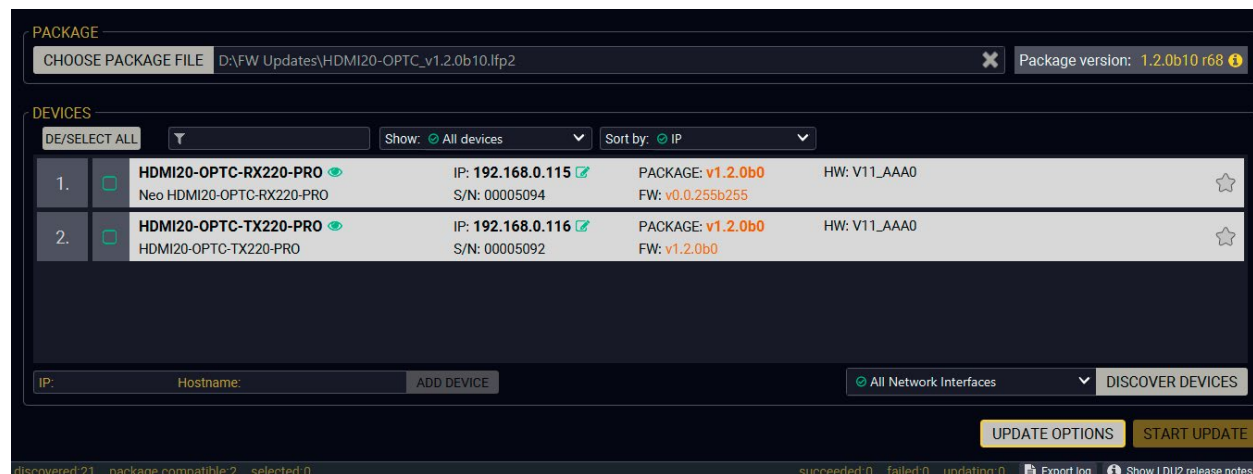 PACKAGE
CHOOSE PACKAGE FILE D:\FW Updates\HDMI20-OPTC_v1.2.0b10.lfp2 Package version: 1.2.0b10 r68
DEVICES
DE/SELECT ALL Show: All devices Sort by: IP
1. HDMI20-OPTC-RX220-PRO IP: 192.168.0.115 PACKAGE: v1.2.0b0 HW: V11_AAA0
Neo HDMI20-OPTC-RX220-PRO S/N: 00005094 FW: v0.0.255b255
2. HDMI20-OPTC-TX220-PRO IP: 192.168.0.116 PACKAGE: v1.2.0b0 HW: V11_AAA0
HDMI20-OPTC-TX220-PRO S/N: 00005092 FW: v1.2.0b0
IP: Hostname: ADD DEVICE All Network Interfaces DISCOVER DEVICES
UPDATE OPTIONS START UPDATE
discovered:21 package compatible:2 selected:0 succeeded:0 failed:0 updating:0 Export log Show LDU2 release notes